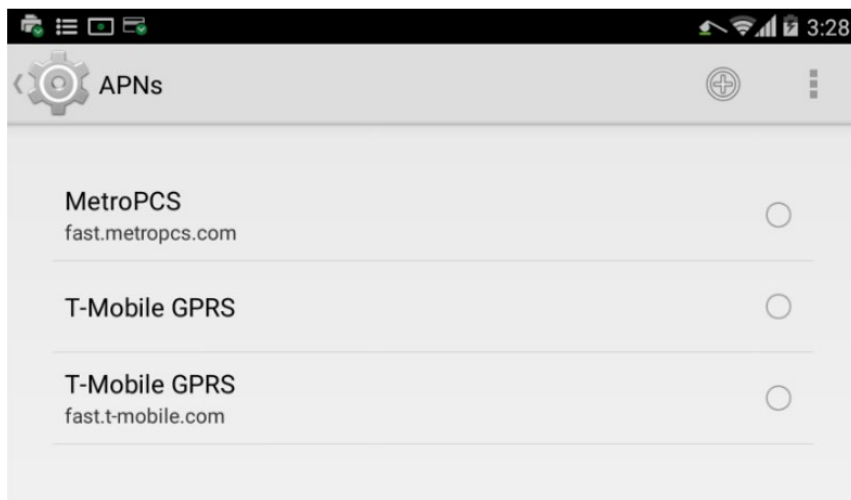 3:28
APNs
MetroPCS
fast.metropcs.com
T-Mobile GPRS
T-Mobile GPRS
fast.t-mobile.com